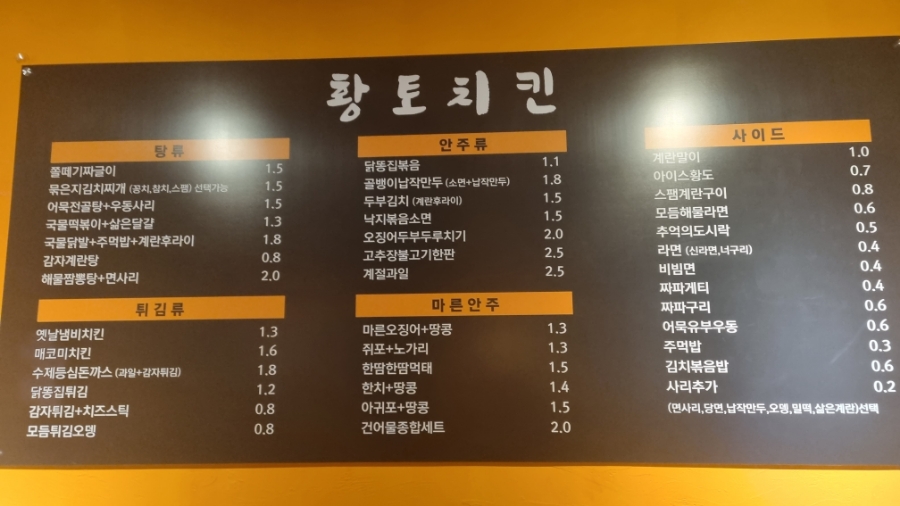 황토치킨
탕류
쫄떼기짜글이 1.5
묵은지김치찌개 (꽁치,참치,스팸) 선택가능 1.5
어묵전골탕+우동사리 1.5
국물떡볶이+삶은달걀 1.3
국물닭발+주먹밥+계란후라이 1.8
감자계란탕 0.8
해물짬뽕탕+면사리 2.0
튀김류
옛날냄비치킨 1.3
매코미치킨 1.6
수제등심돈까스 (과일+감자튀김) 1.8
닭똥집튀김 1.2
감자튀김+치즈스틱 0.8
모듬튀김오뎅 0.8
안주류
닭똥집볶음 1.1
골뱅이납작만두 (소면+납작만두) 1.8
두부김치 (계란후라이) 1.5
낙지볶음소면 1.5
오징어두부두루치기 2.0
고추장불고기한판 2.5
계절과일 2.5
마른안주
마른오징어+땅콩 1.3
쥐포+노가리 1.3
한땀한땀먹태 1.5
한치+땅콩 1.4
아귀포+땅콩 1.5
건어물종합세트 2.0
사이드
계란말이 1.0
아이스황도 0.7
스팸계란구이 0.8
모듬해물라면 0.6
추억의도시락 0.5
라면 (신라면,너구리) 0.4
비빔면 0.4
짜파게티 0.4
짜파구리 0.6
어묵유부우동 0.6
주먹밥 0.3
김치볶음밥 0.6
사리추가 0.2
(면사리,당면,납작만두,오뎅,밀떡,삶은계란)선택